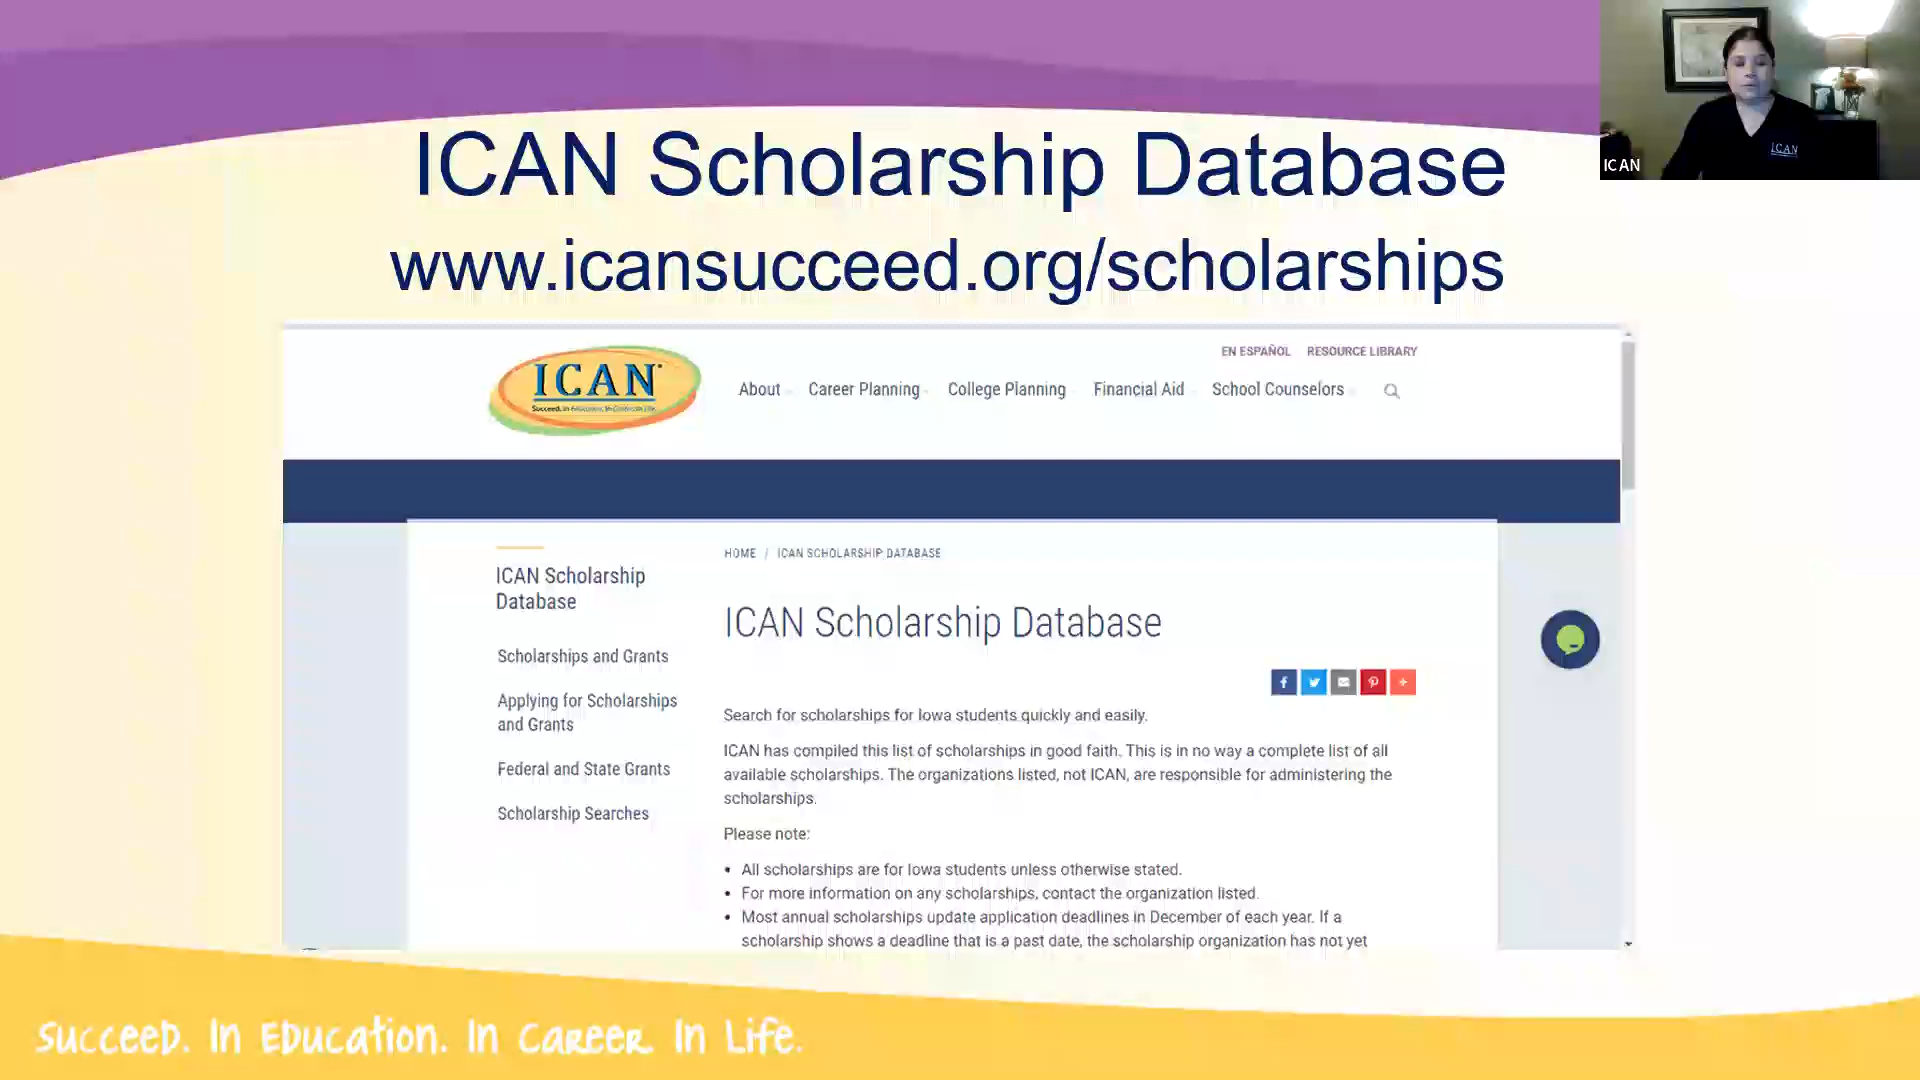 ICAN Scholarship Database
www.icansucceed.org/scholarships
ICAN
ICAN
EN ESPAÑOL RESOURCE LIBRARY
ICAN
Succeed. In Education. In Career. In Life.
About Career Planning College Planning Financial Aid School Counselors
HOME / ICAN SCHOLARSHIP DATABASE
ICAN Scholarship
Database
Scholarships and Grants
Applying for Scholarships
and Grants
Federal and State Grants
Scholarship Searches
ICAN Scholarship Database
Search for scholarships for Iowa students quickly and easily.
ICAN has compiled this list of scholarships in good faith. This is in no way a complete list of all
available scholarships. The organizations listed, not ICAN, are responsible for administering the
scholarships.
Please note:
• All scholarships are for Iowa students unless otherwise stated.
• For more information on any scholarships, contact the organization listed.
• Most annual scholarships update application deadlines in December of each year. If a
scholarship shows a deadline that is a past date, the scholarship organization has not yet
Succeed. In Education. In Career. In Life.